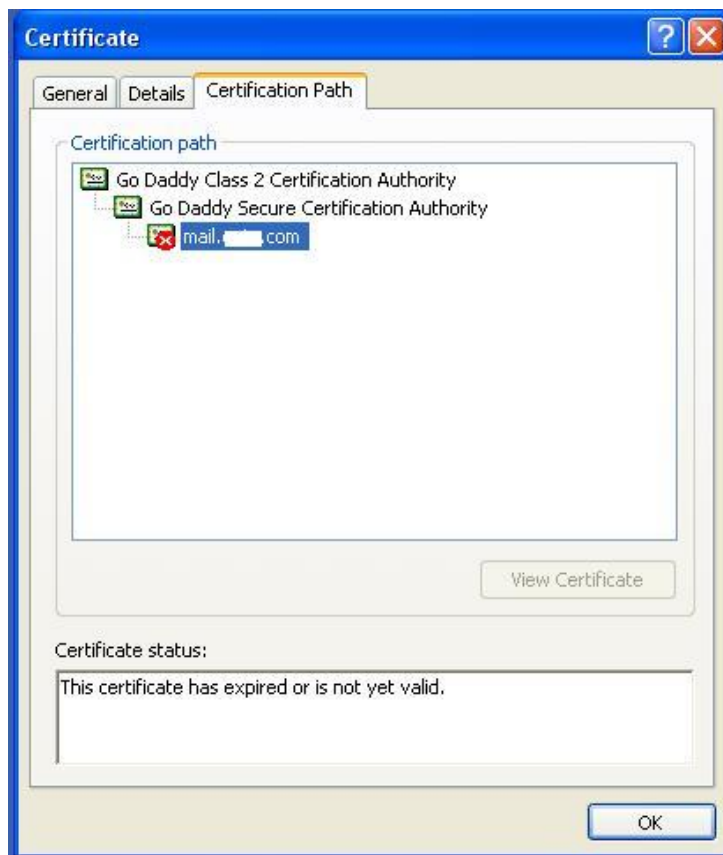 Certificate
General Details Certification Path
Certification path
Go Daddy Class 2 Certification Authority
Go Daddy Secure Certification Authority
mail. .com
View Certificate
Certificate status:
This certificate has expired or is not yet valid.
OK